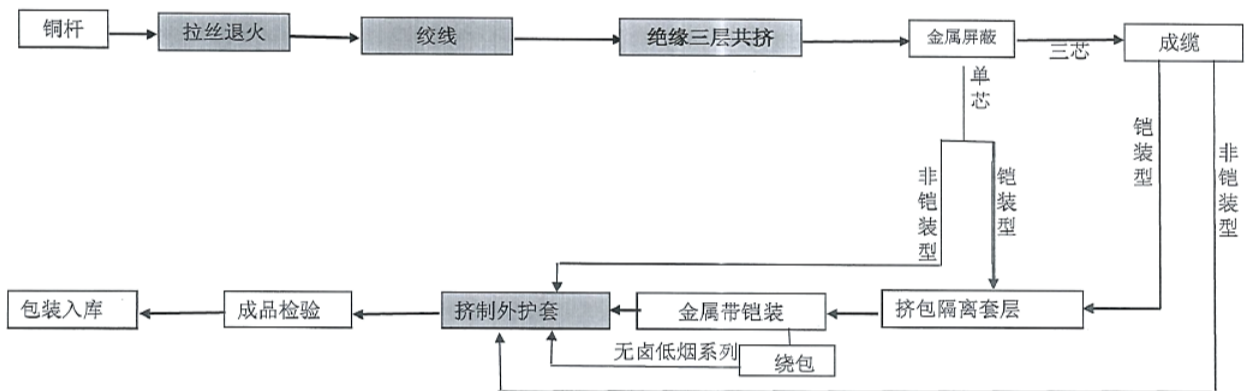 铜杆
拉丝退火
绞线
绝缘三层共挤
金属屏蔽
三芯
成缆
单芯
铠装型
非铠装型
非铠装型
铠装型
包装入库
成品检验
挤制外护套
金属带铠装
挤包隔离套层
无卤低烟系列
绕包